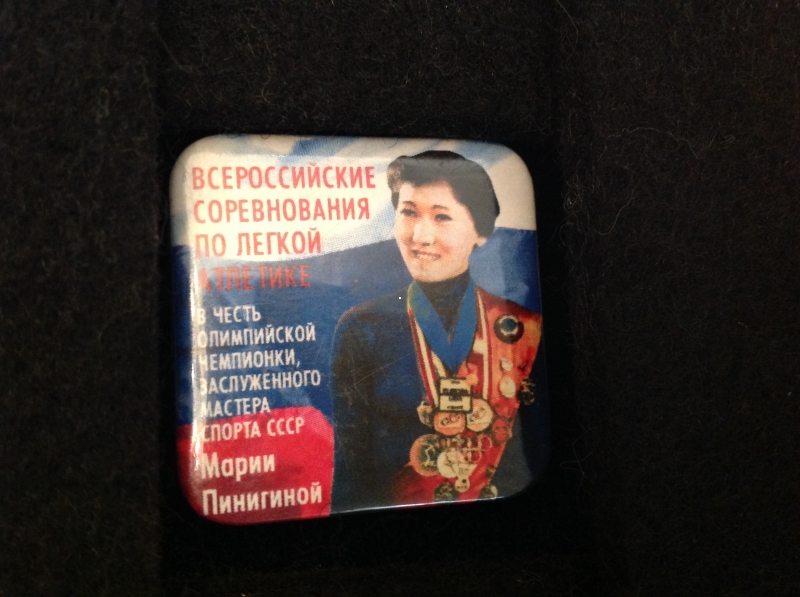 ВСЕРОССИЙСКИЕ
СОРЕВНОВАНИЯ
ПО ЛЕГКОЙ
АТЛЕТИКЕ
В ЧЕСТЬ
ОЛИМПИЙСКОЙ
ЧЕМПИОНКИ,
ЗАСЛУЖЕННОГО
МАСТЕРА
СПОРТА СССР
Марии
Пинигиной